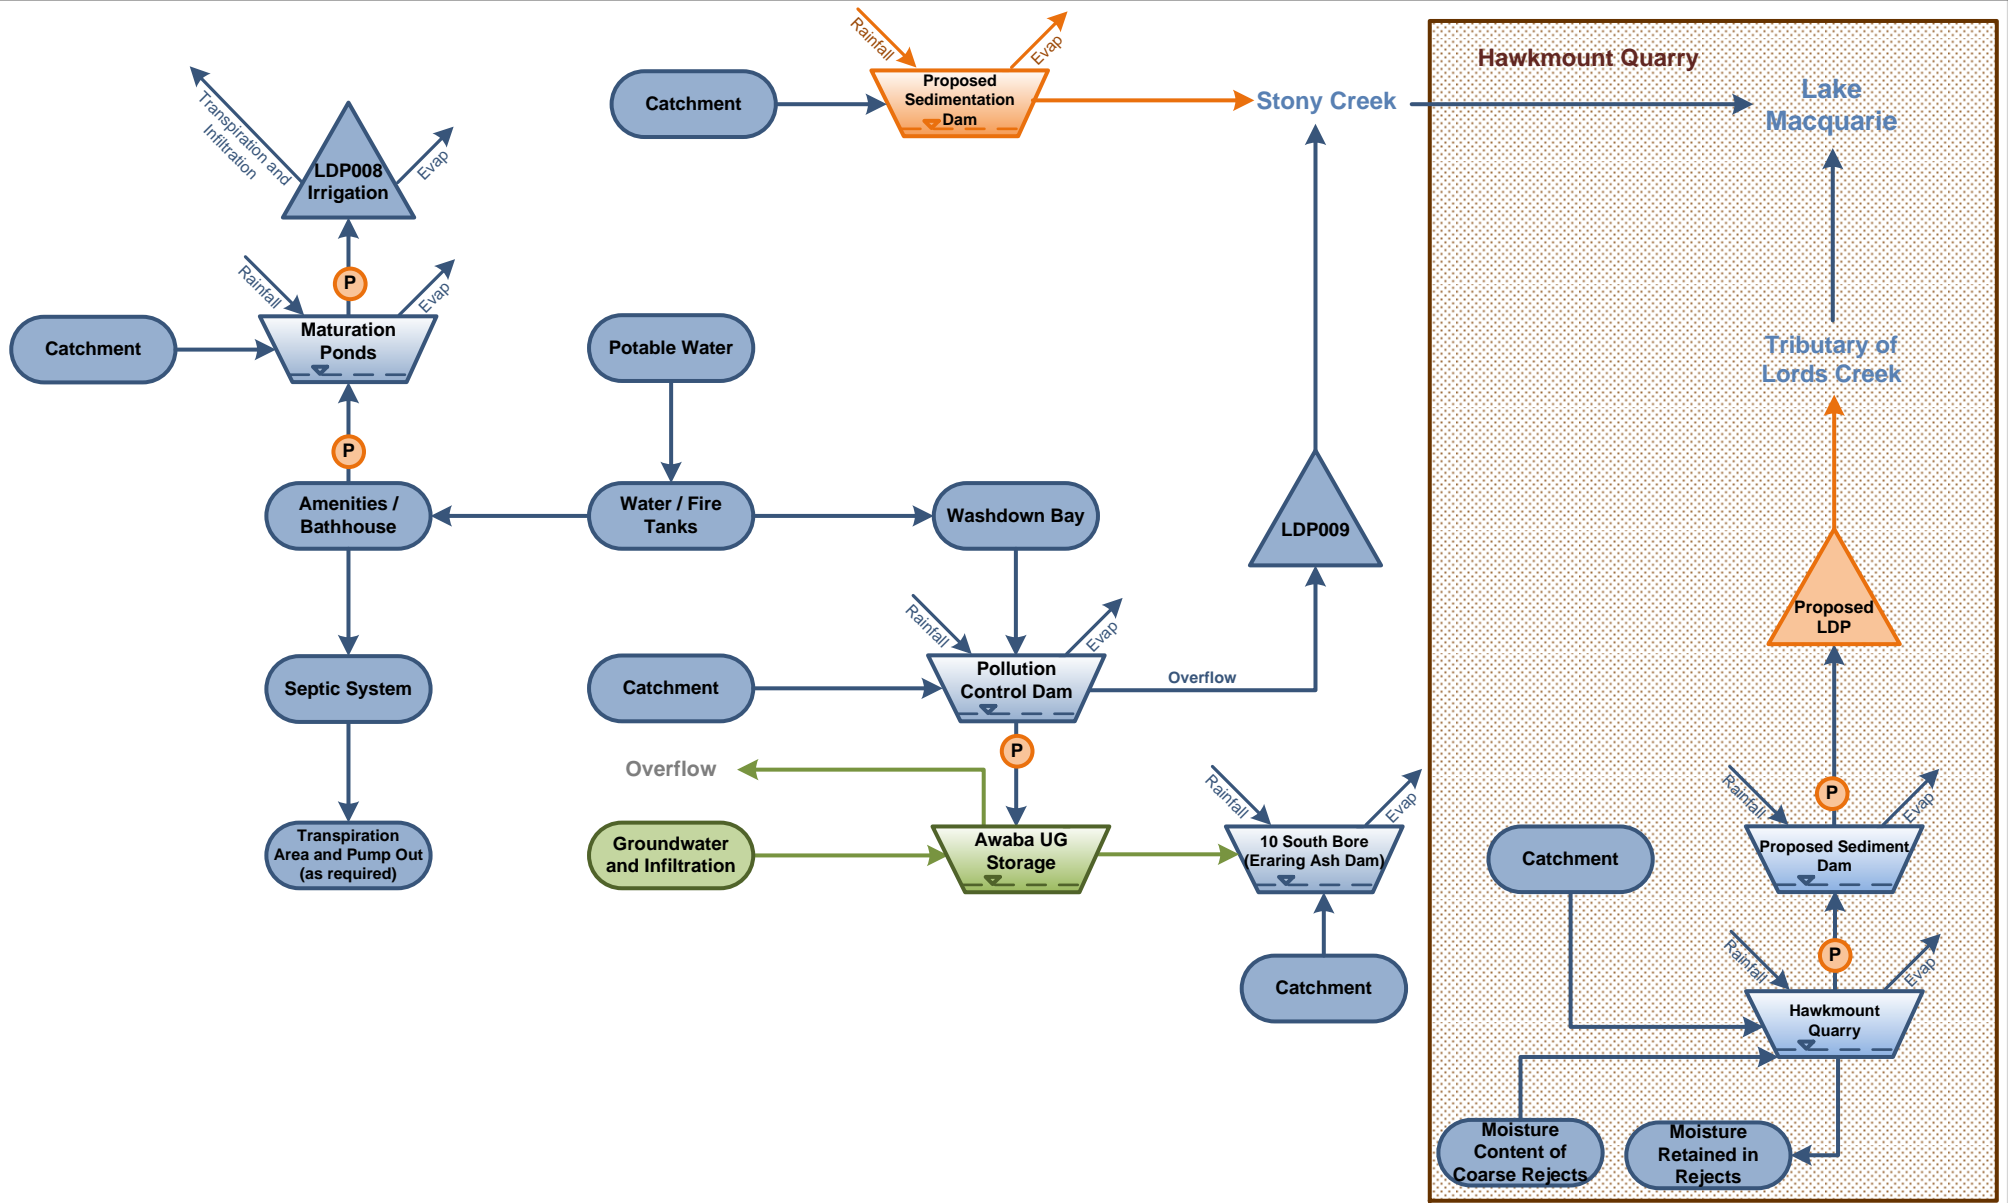 Rainfall
Evap
Hawkmount Quarry
Catchment
Proposed
Sedimentation
Dam
Stony Creek
Lake
Macquarie
Transpiration and
Infiltration
LDP008
Irrigation
Evap
Rainfall
P
Evap
Catchment
Maturation
Ponds
Potable Water
Tributary of
Lords Creek
P
Amenities /
Bathhouse
Water / Fire
Tanks
Washdown Bay
LDP009
Proposed
LDP
Rainfall
Evap
Septic System
Catchment
Pollution
Control Dam
Overflow
P
Overflow
Rainfall
Evap
P
Rainfall
Evap
Transpiration
Area and Pump Out
(as required)
Groundwater
and Infiltration
Awaba UG
Storage
10 South Bore
(Eraring Ash Dam)
Catchment
Proposed Sediment
Dam
P
Rainfall
Evap
Catchment
Hawkmount
Quarry
Moisture
Content of
Coarse Rejects
Moisture
Retained in
Rejects